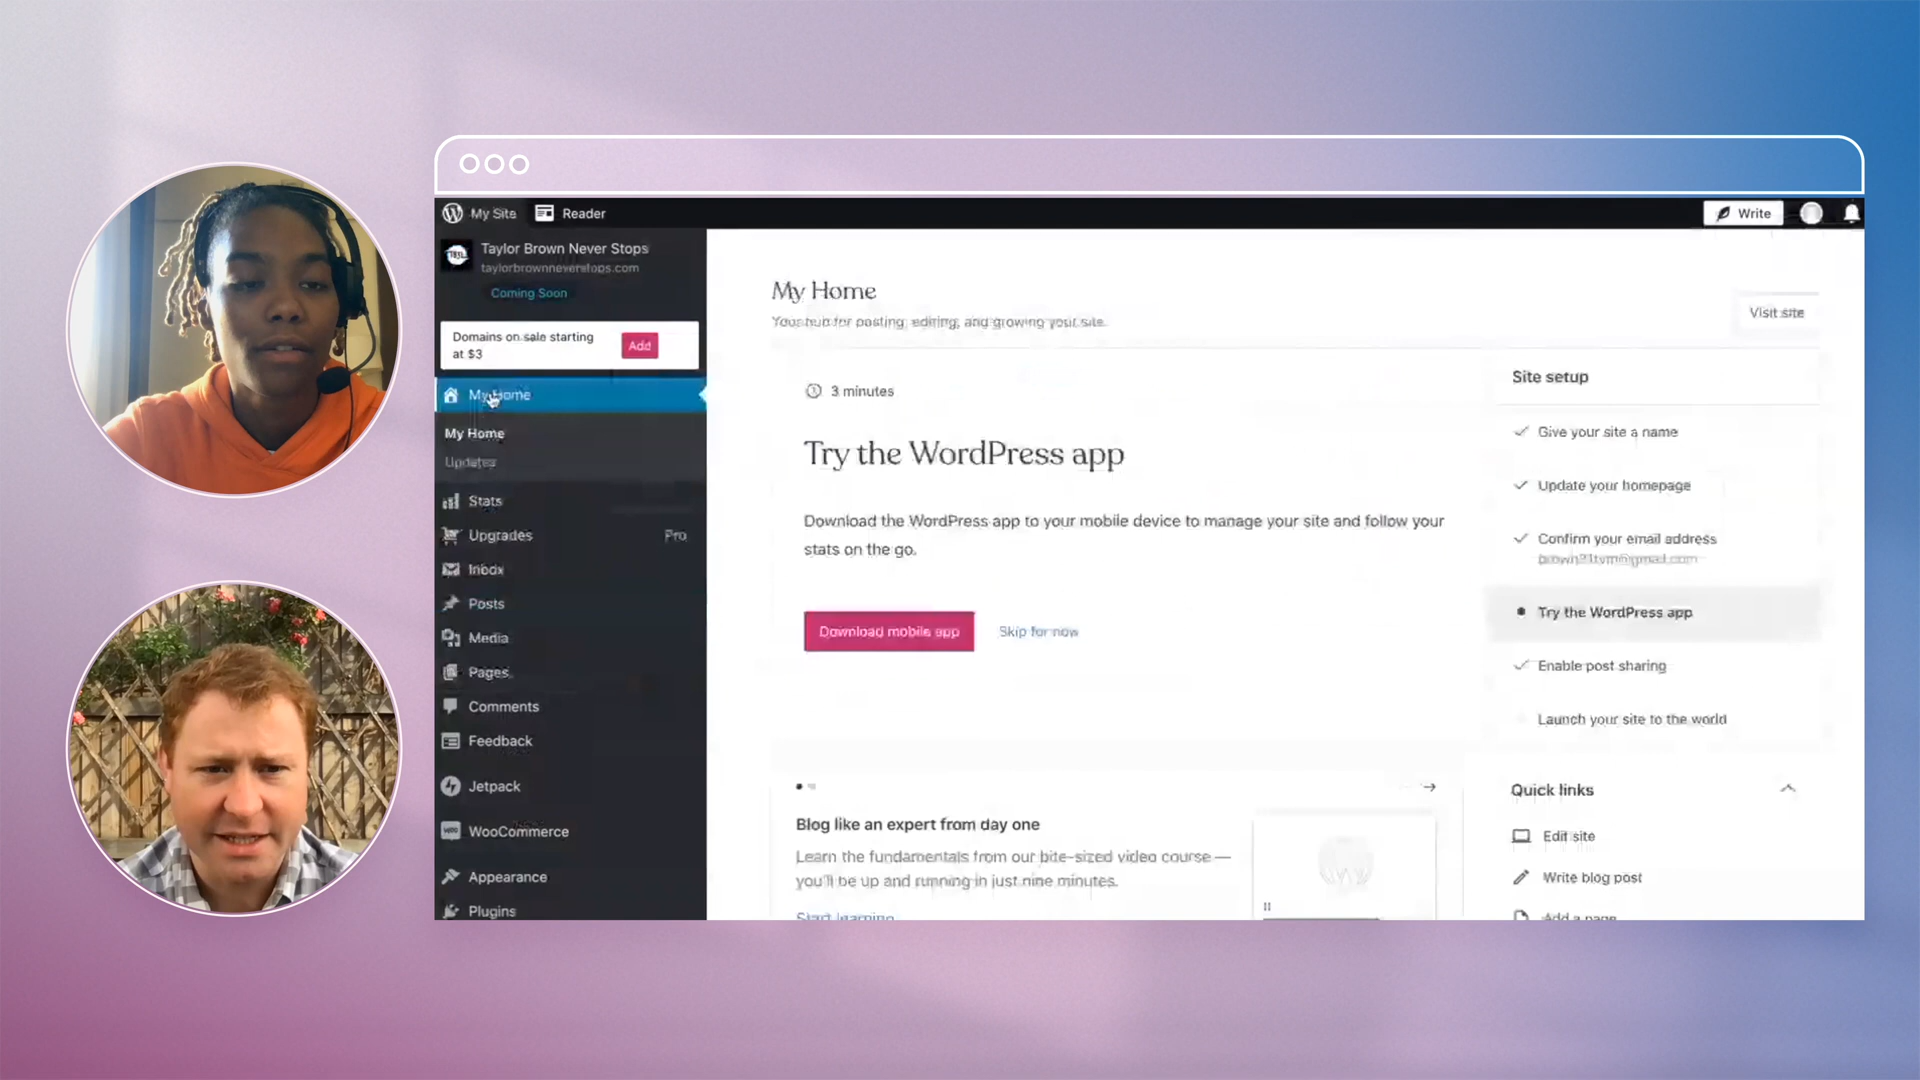 My Site
Reader
Write
Taylor Brown Never Stops
taylorbrownneverstops.com
Coming Soon
Domains on sale starting
at $3
Add
My Home
My Home
Updates
Stats
Upgrades
Pro
Inbox
Posts
Media
Pages
Comments
Feedback
Jetpack
WooCommerce
Appearance
Plugins
My Home
Your hub for posting, editing, and growing your site.
Visit site
3 minutes
Try the WordPress app
Download the WordPress app to your mobile device to manage your site and follow your
stats on the go.
Download mobile app
Skip for now
Blog like an expert from day one
Learn the fundamentals from our bite-sized video course —
you'll be up and running in just nine minutes.
Start learning
Site setup
Give your site a name
Update your homepage
Confirm your email address
Try the WordPress app
Enable post sharing
Launch your site to the world
Quick links
Edit site
Write blog post
Add a page